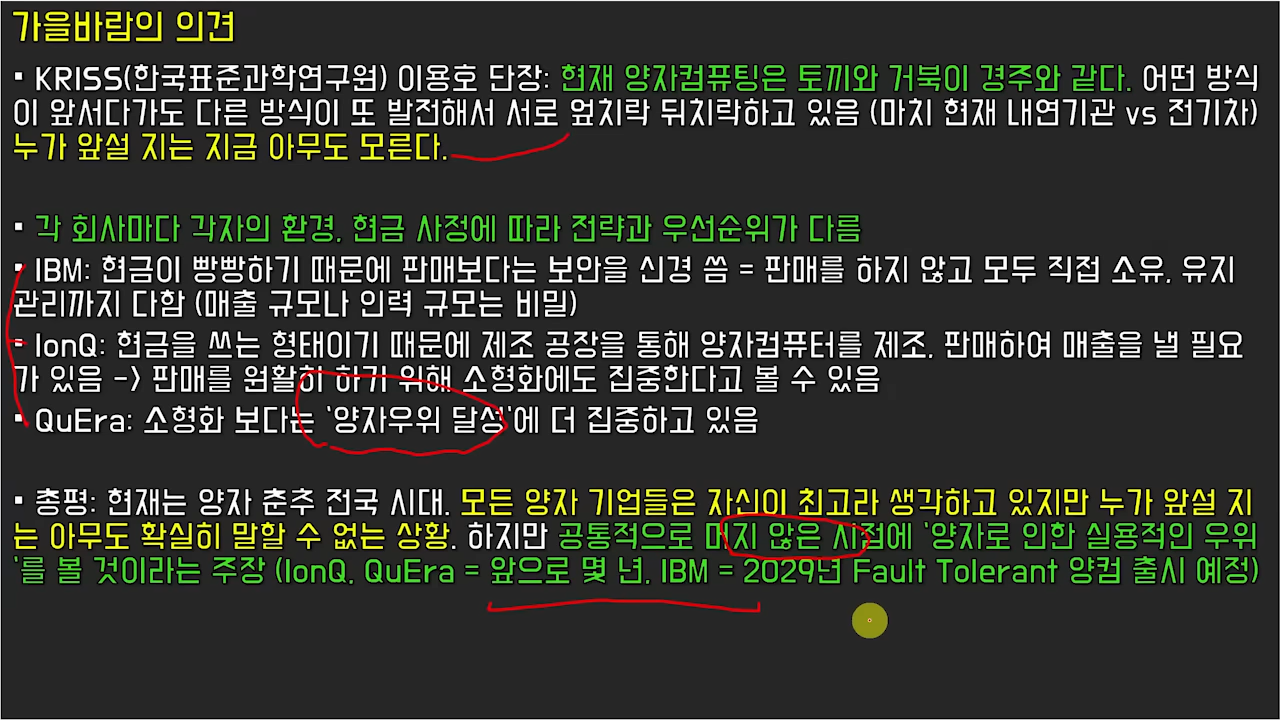 가을바람의 의견
▪ KRISS(한국표준과학연구원) 이용호 단장: 현재 양자컴퓨팅은 토끼와 거북이 경주와 같다. 어떤 방식
이 앞서다가도 다른 방식이 또 발전해서 서로 엎치락 뒤치락하고 있음 (마치 현재 내연기관 vs 전기차)
누가 앞설 지는 지금 아무도 모른다.
▪ 각 회사마다 각자의 환경, 현금 사정에 따라 전략과 우선순위가 다름
▪ IBM: 현금이 빵빵하기 때문에 판매보다는 보안을 신경 씀 = 판매를 하지 않고 모두 직접 소유, 유지
관리까지 다함 (매출 규모나 인력 규모는 비밀)
▪ IonQ: 현금을 쓰는 형태이기 때문에 제조 공장을 통해 양자컴퓨터를 제조, 판매하여 매출을 낼 필요
가 있음 -> 판매를 원활히 하기 위해 소형화에도 집중한다고 볼 수 있음
▪ QuEra: 소형화 보다는 '양자우위 달성'에 더 집중하고 있음
▪ 총평: 현재는 양자 춘추 전국 시대. 모든 양자 기업들은 자신이 최고라 생각하고 있지만 누가 앞설 지
는 아무도 확실히 말할 수 없는 상황. 하지만 공통적으로 머지 않은 시점에 '양자로 인한 실용적인 우위
'를 볼 것이라는 주장 (IonQ, QuEra = 앞으로 몇 년, IBM = 2029년 Fault Tolerant 양컴 출시 예정)